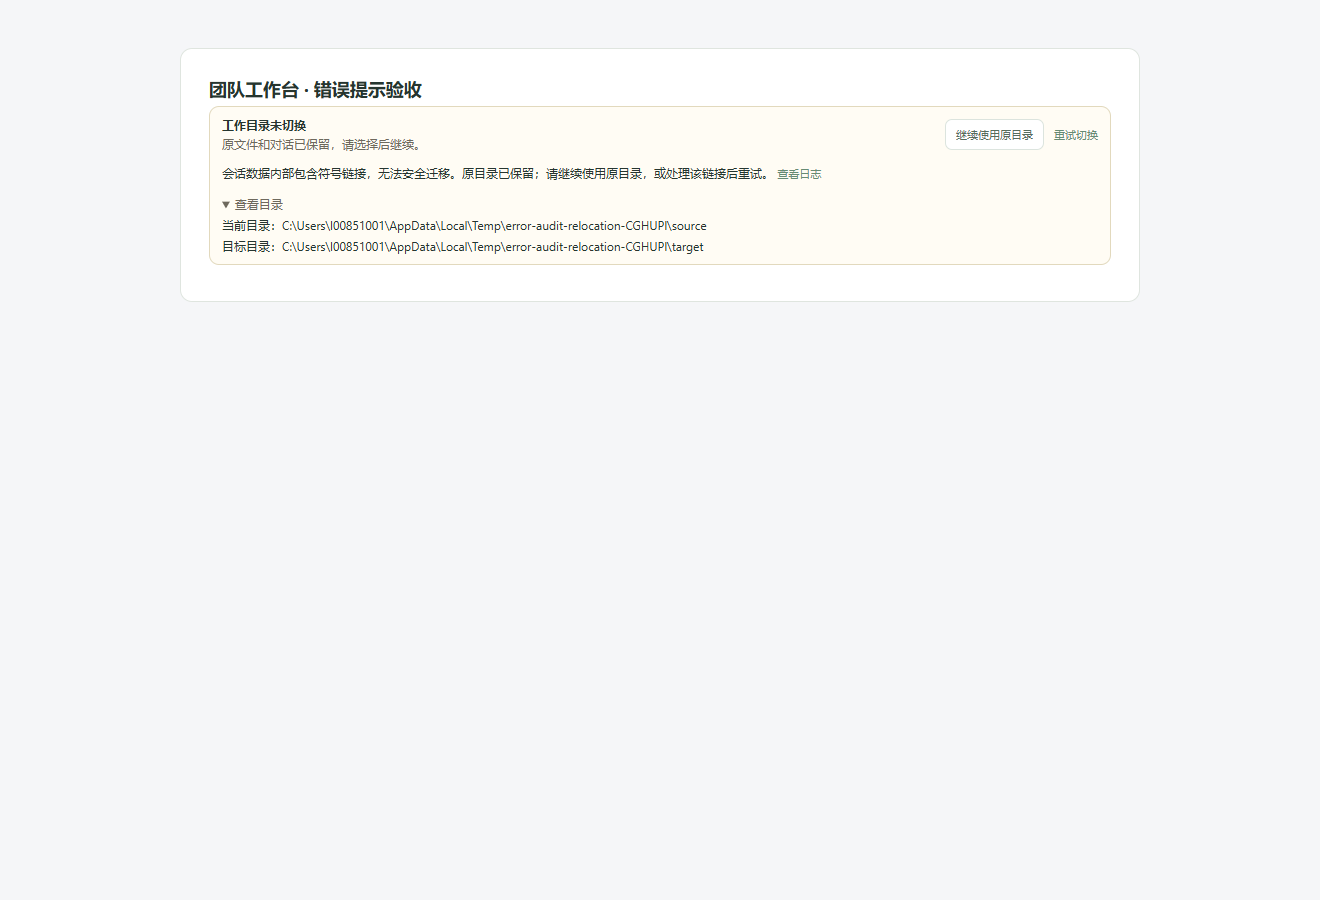 团队工作台 · 错误提示验收
工作目录未切换
原文件和对话已保留，请选择后继续。
继续使用原目录
重试切换
会话数据内部包含符号链接，无法安全迁移。原目录已保留；请继续使用原目录，或处理该链接后重试。 查看日志
▼ 查看目录
当前目录：C:\Users\l00851001\AppData\Local\Temp\error-audit-relocation-CGHUPI\source
目标目录：C:\Users\l00851001\AppData\Local\Temp\error-audit-relocation-CGHUPI\target